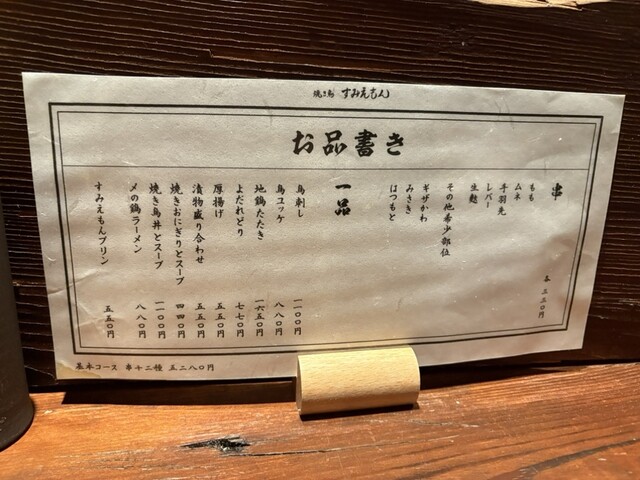 焼き鳥 すみえもん
お品書き
串
各 三三〇円
もも
ムネ
手羽先
レバー
生麩
その他希少部位
ギザかわ
みさき
はつもと
一品
鳥刺し 一一〇〇円
鳥ユッケ 八八〇円
地鶏たたき 一六五〇円
よだれどり 七七〇円
厚揚げ 五五〇円
漬物盛り合わせ 五五〇円
焼きおにぎりとスープ 四四〇円
焼き鳥丼とスープ 一一〇〇円
〆の鶏ラーメン 八八〇円
すみえもんプリン 五五〇円
基本コース 串十二種 五二八〇円